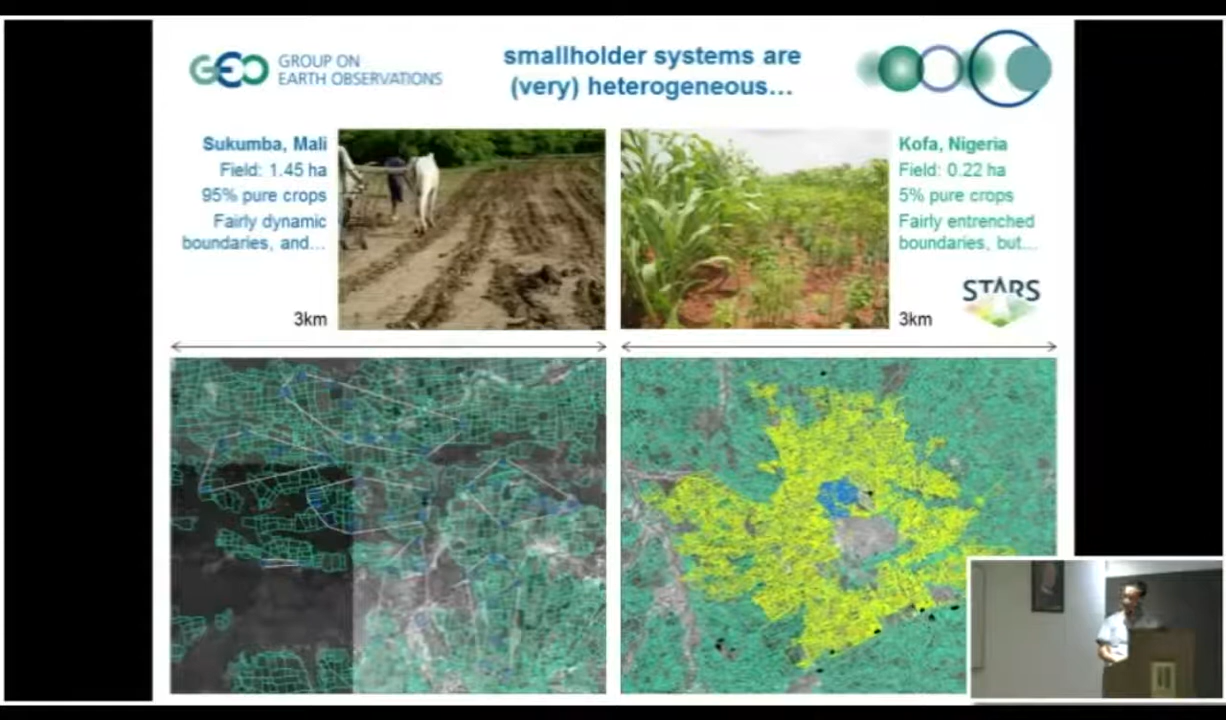 GEO GROUP ON
EARTH OBSERVATIONS
smallholder systems are
(very) heterogeneous...
Sukumba, Mali
Field: 1.45 ha
95% pure crops
Fairly dynamic
boundaries, and...
3km
Kofa, Nigeria
Field: 0.22 ha
5% pure crops
Fairly entrenched
boundaries, but...
STARS
3km